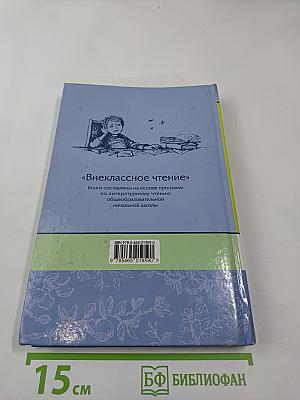 «Внеклассное чтение»
Книги составлены на основе программ
по литературному чтению
общеобразовательной
начальной школы
15 см
БФ БИБЛИОФАН